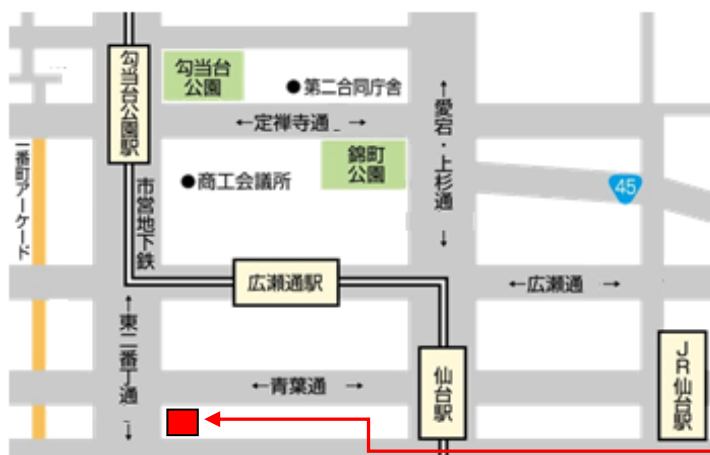 勾当台公園駅
勾当台
公園
●第二合同庁舎
←定禅寺通 →
錦町
公園
●商工会議所
市営地下鉄
一番町アーケード
←愛宕・上杉通→
45
広瀬通駅
←広瀬通 →
←東二番丁通→
←青葉通 →
仙台駅
JR仙台駅